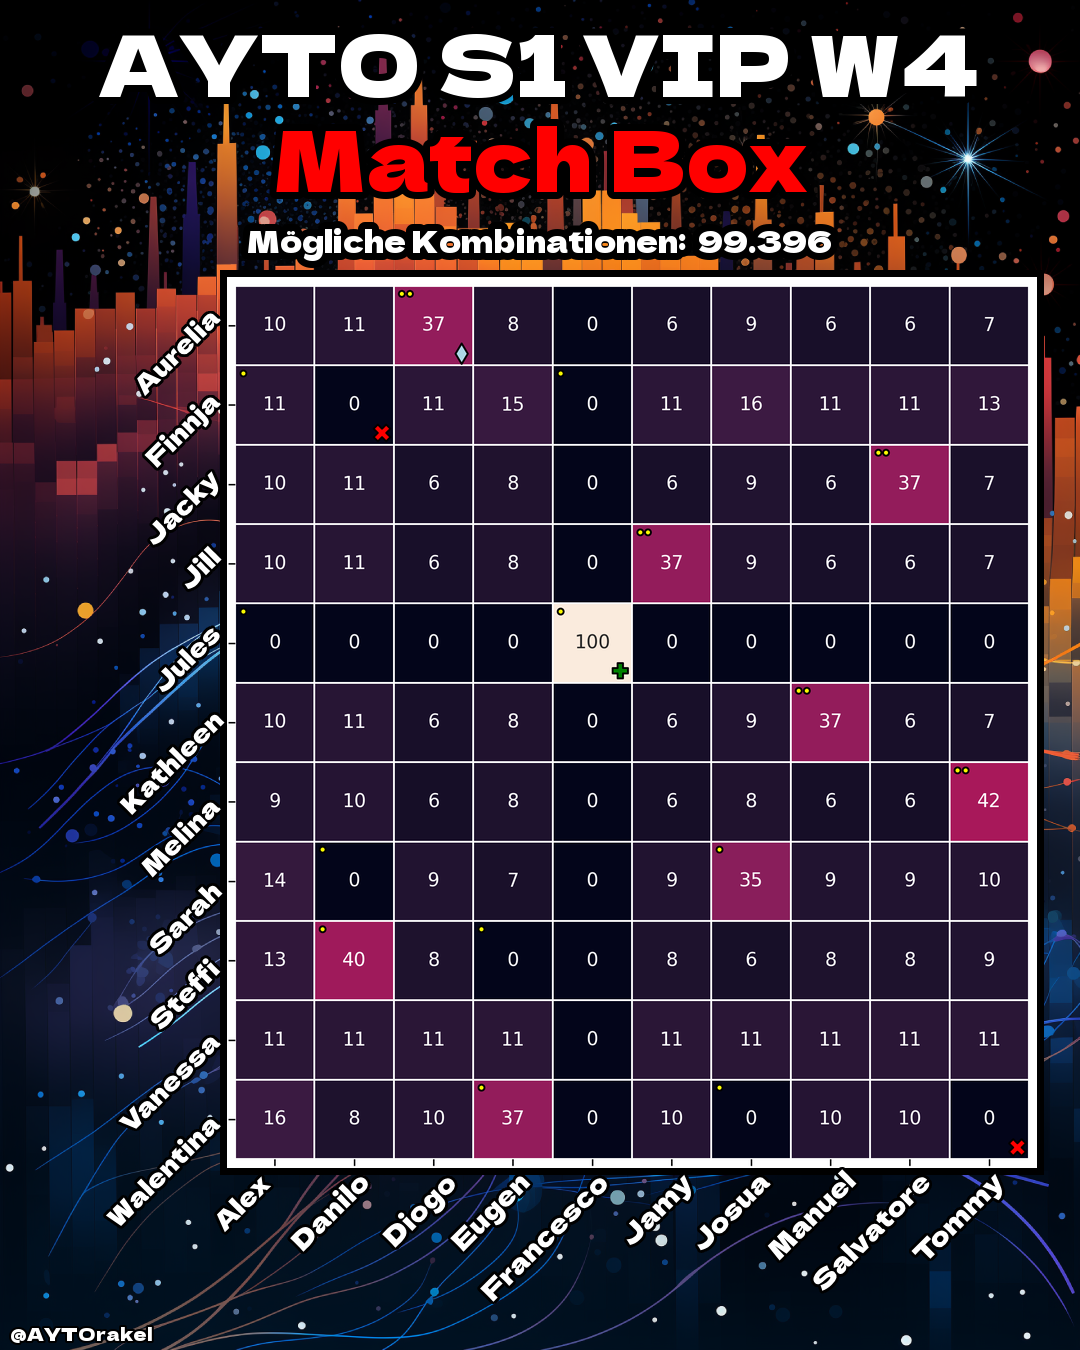 AYTO S1 VIP W4
Match Box
Mögliche Kombinationen: 99.396
Aurelia 10 11 37 8 0 6 9 6 6 7
Finnja 11 0 11 15 0 11 16 11 11 13
Jacky 10 11 6 8 0 6 9 6 37 7
Jill 10 11 6 8 0 37 9 6 6 7
Jules 0 0 0 0 100 0 0 0 0 0
Kathleen 10 11 6 8 0 6 9 37 6 7
Melina 9 10 6 8 0 6 8 6 6 42
Sarah 14 0 9 7 0 9 35 9 9 10
Steffi 13 40 8 0 0 8 6 8 8 9
Vanessa 11 11 11 11 0 11 11 11 11 11
Valentina 16 8 10 37 0 10 0 10 10 0
Alex Danilo Diogo Eugen Francesco Jamy Josua Manuel Salvatore Tommy
@AYTOrakel